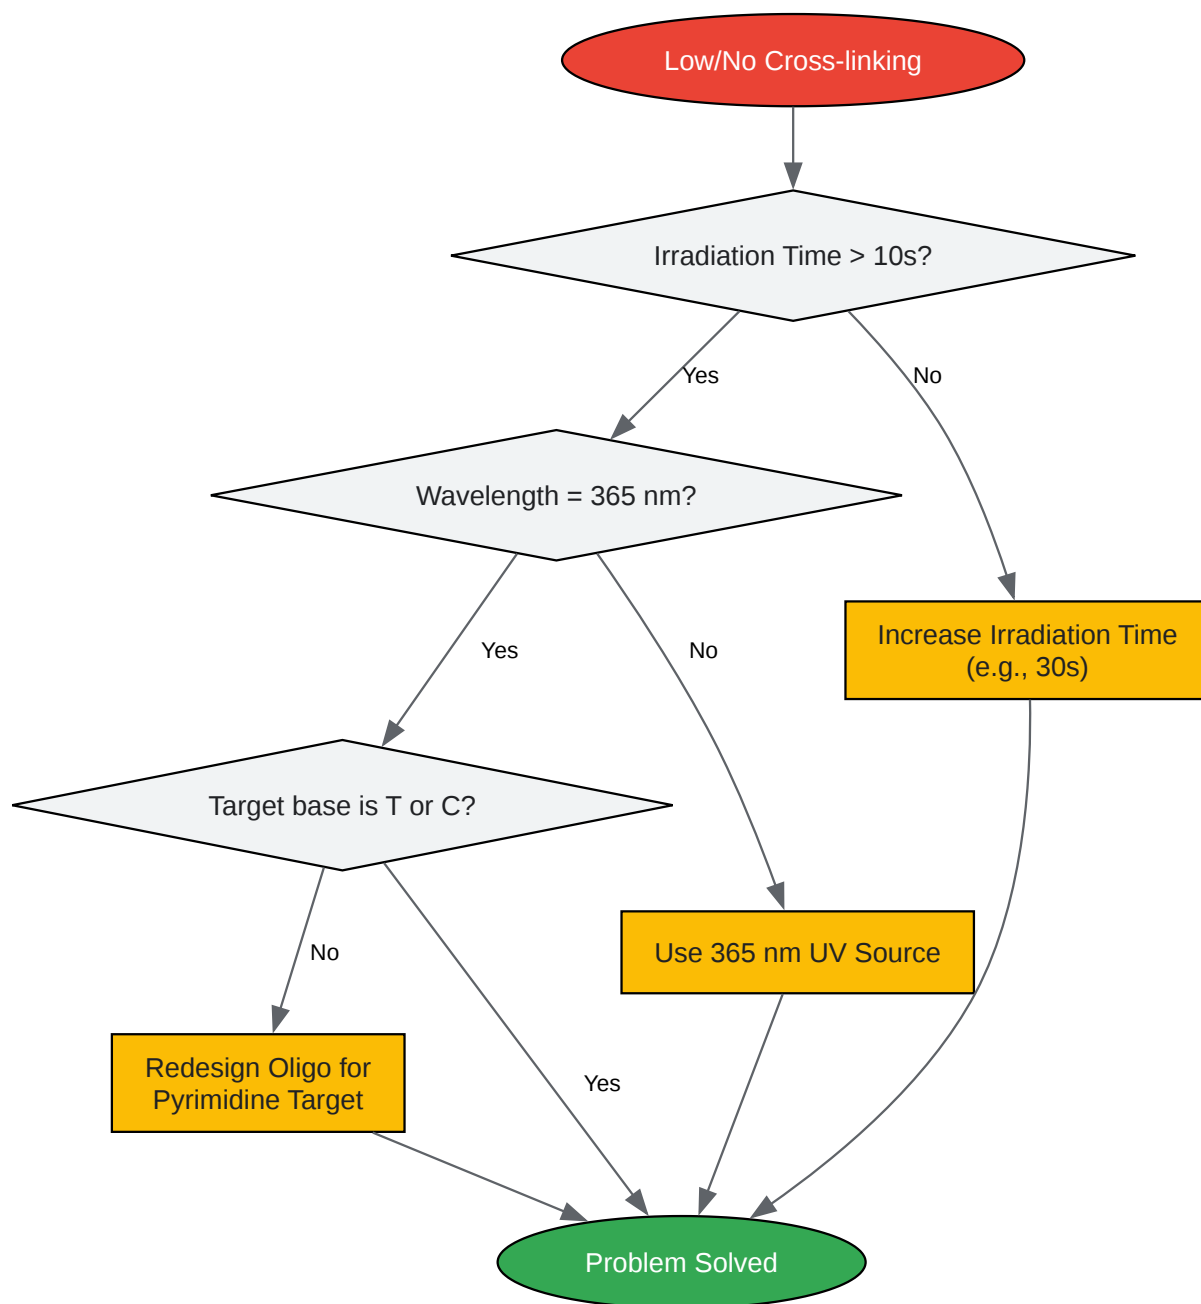 Low/No Cross-linking
Irradiation Time > 10s?
Yes
No
Wavelength = 365 nm?
Increase Irradiation Time
(e.g., 30s)
Yes
No
Target base is T or C?
Use 365 nm UV Source
No
Redesign Oligo for
Pyrimidine Target
Yes
Problem Solved